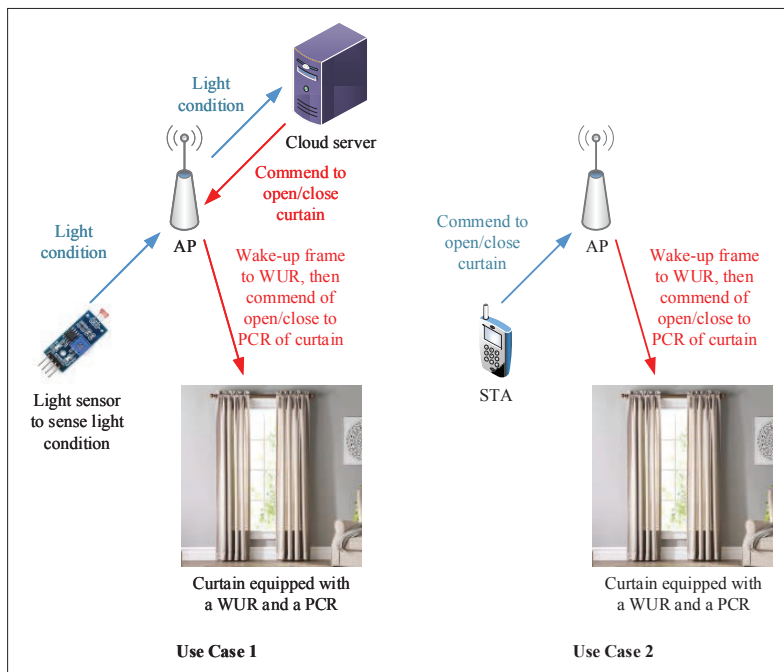 Light
condition
Cloud server
Commend to
open/close
curtain
AP
Light
condition
Wake-up frame
to WUR, then
commend of
open/close to
PCR of curtain
Light sensor
to sense light
condition
Curtain equipped with
a WUR and a PCR
Use Case 1
Commend to
open/close
curtain
AP
Wake-up frame
to WUR, then
commend of
open/close to
PCR of curtain
STA
Curtain equipped with
a WUR and a PCR
Use Case 2